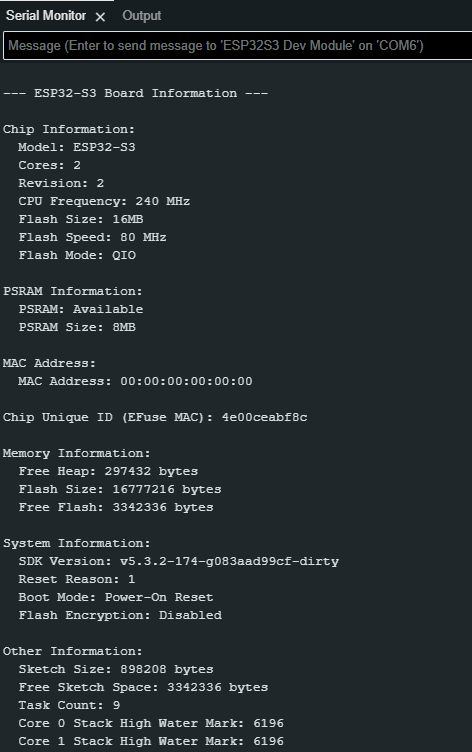 Serial Monitor × Output
Message (Enter to send message to 'ESP32S3 Dev Module' on 'COM6')
--- ESP32-S3 Board Information ---
Chip Information:
Model: ESP32-S3
Cores: 2
Revision: 2
CPU Frequency: 240 MHz
Flash Size: 16MB
Flash Speed: 80 MHz
Flash Mode: QIO
PSRAM Information:
PSRAM: Available
PSRAM Size: 8MB
MAC Address:
MAC Address: 00:00:00:00:00:00
Chip Unique ID (EFuse MAC): 4e00ceabf8c
Memory Information:
Free Heap: 297432 bytes
Flash Size: 16777216 bytes
Free Flash: 3342336 bytes
System Information:
SDK Version: v5.3.2-174-g083aad99cf-dirty
Reset Reason: 1
Boot Mode: Power-On Reset
Flash Encryption: Disabled
Other Information:
Sketch Size: 898208 bytes
Free Sketch Space: 3342336 bytes
Task Count: 9
Core 0 Stack High Water Mark: 6196
Core 1 Stack High Water Mark: 6196